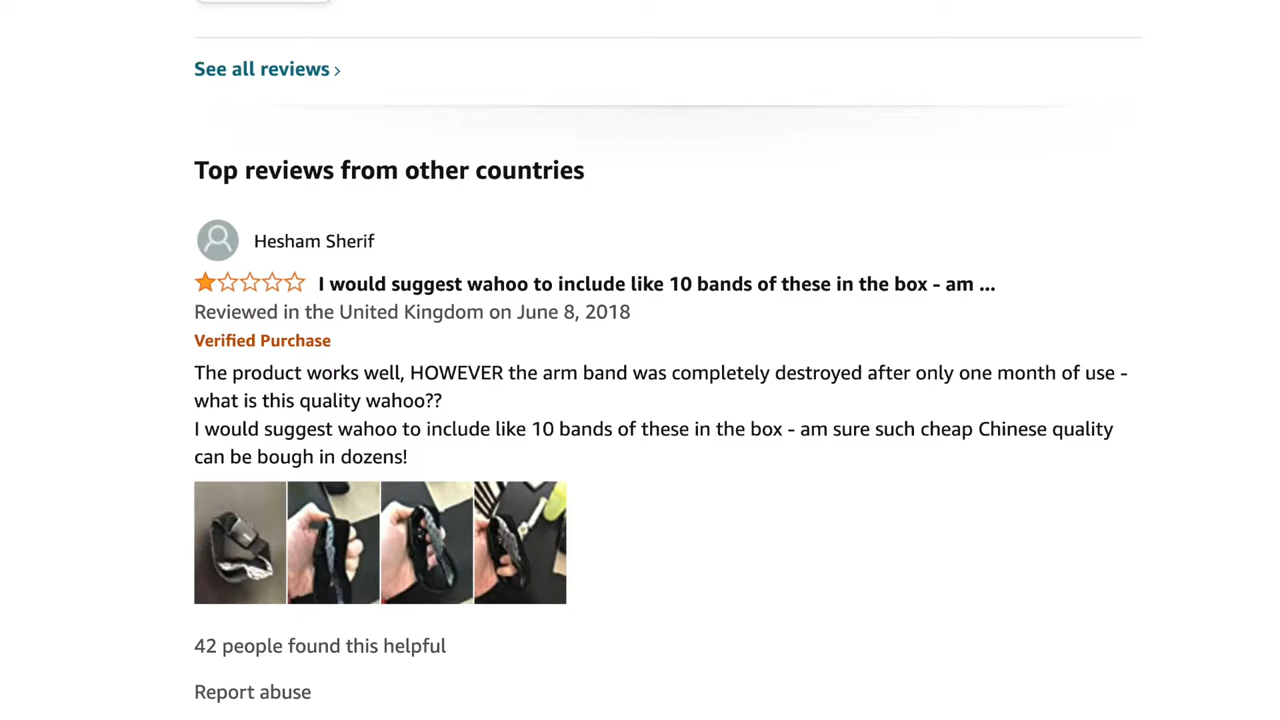 See all reviews ›
Top reviews from other countries
Hesham Sherif
I would suggest wahoo to include like 10 bands of these in the box - am ...
Reviewed in the United Kingdom on June 8, 2018
Verified Purchase
The product works well, HOWEVER the arm band was completely destroyed after only one month of use -
what is this quality wahoo??
I would suggest wahoo to include like 10 bands of these in the box - am sure such cheap Chinese quality
can be bough in dozens!
42 people found this helpful
Report abuse